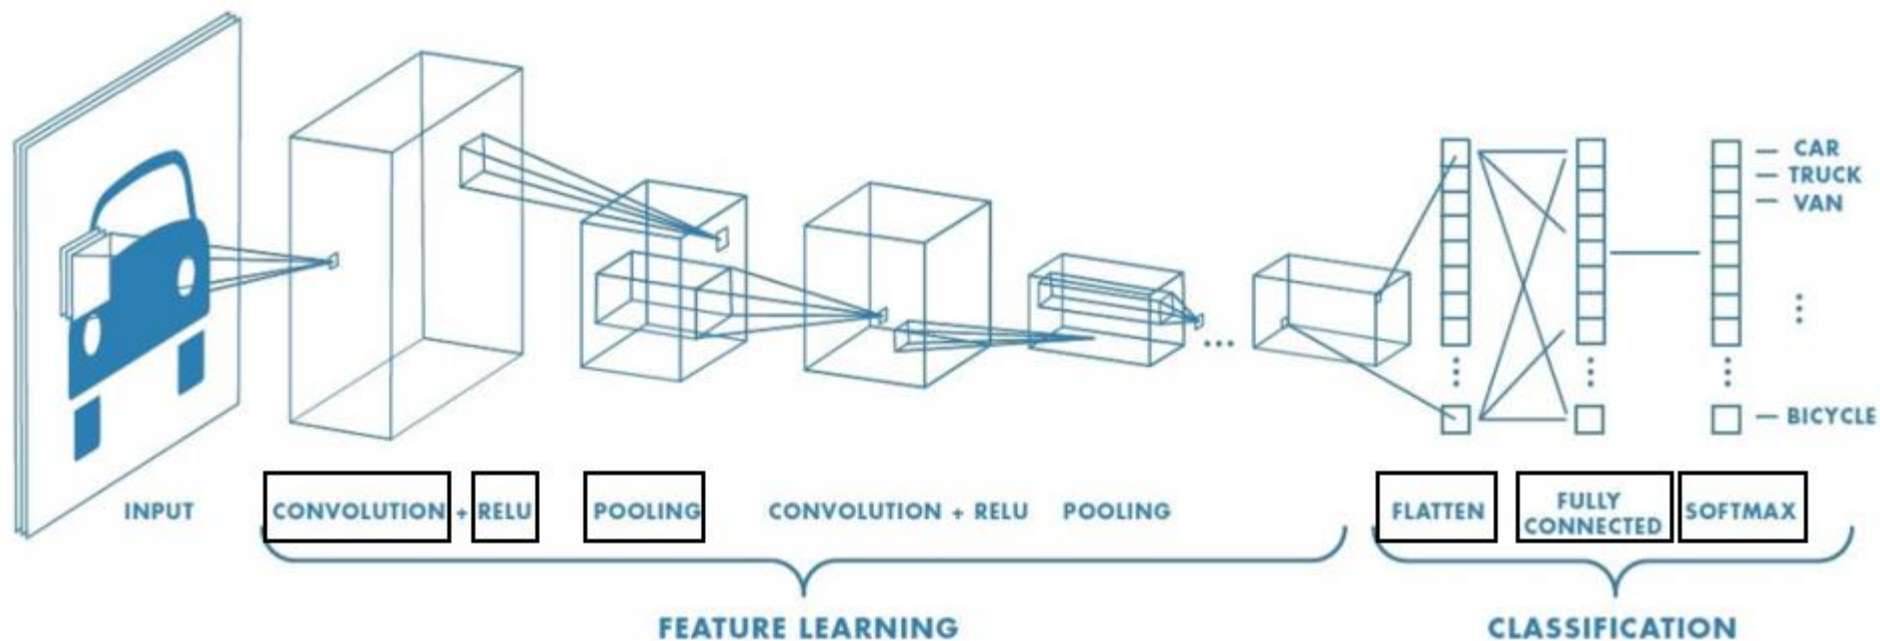 CAR
TRUCK
VAN
BICYCLE
INPUT
CONVOLUTION + RELU
POOLING
CONVOLUTION + RELU
POOLING
FLATTEN
FULLY
CONNECTED
SOFTMAX
FEATURE LEARNING
CLASSIFICATION